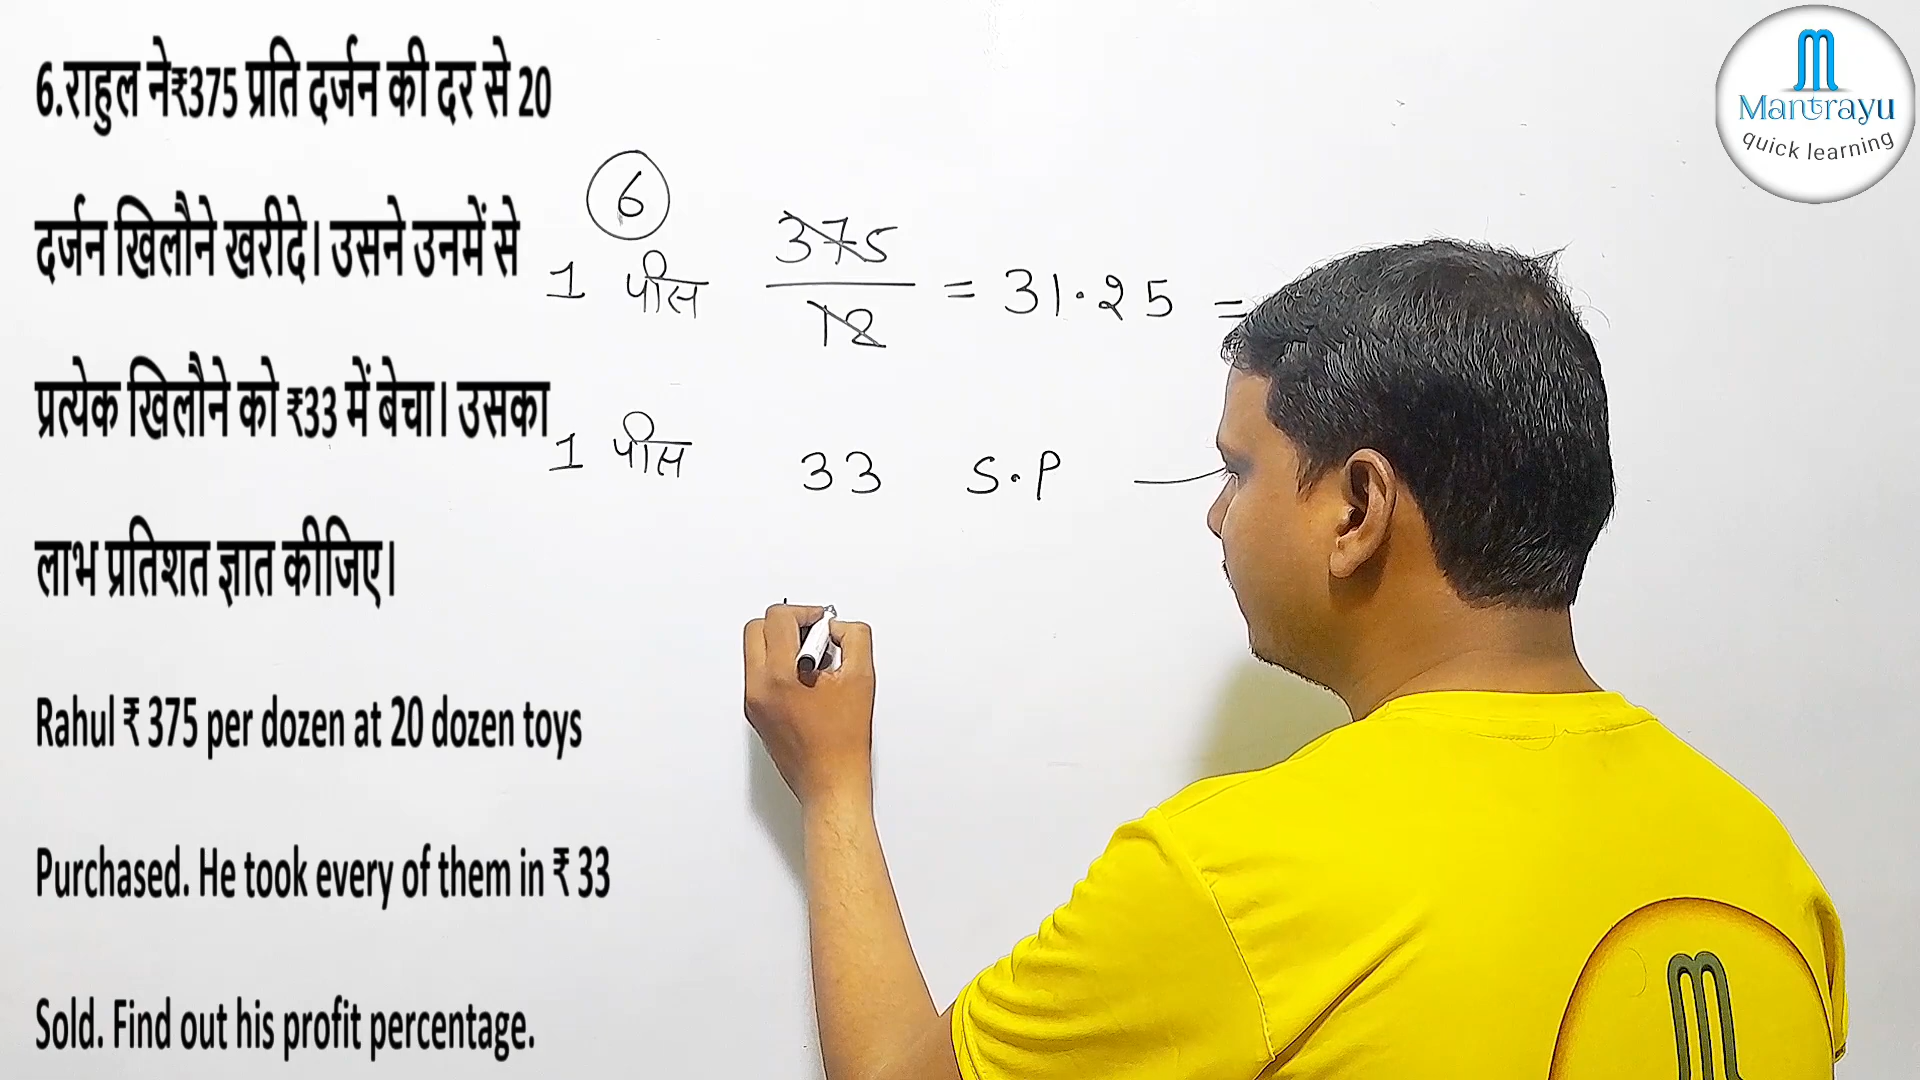 6.राहुल ने₹375 प्रति दर्जन की दर से 20
दर्जन खिलौने खरीदे। उसने उनमें से
प्रत्येक खिलौने को ₹33 में बेचा। उसका
लाभ प्रतिशत ज्ञात कीजिए।
Rahul ₹ 375 per dozen at 20 dozen toys
Purchased. He took every of them in ₹ 33
Sold. Find out his profit percentage.
6
1 पीस 375
12
= 31.25 =
1 पीस 33 S.P
Mantrayu
quick learning